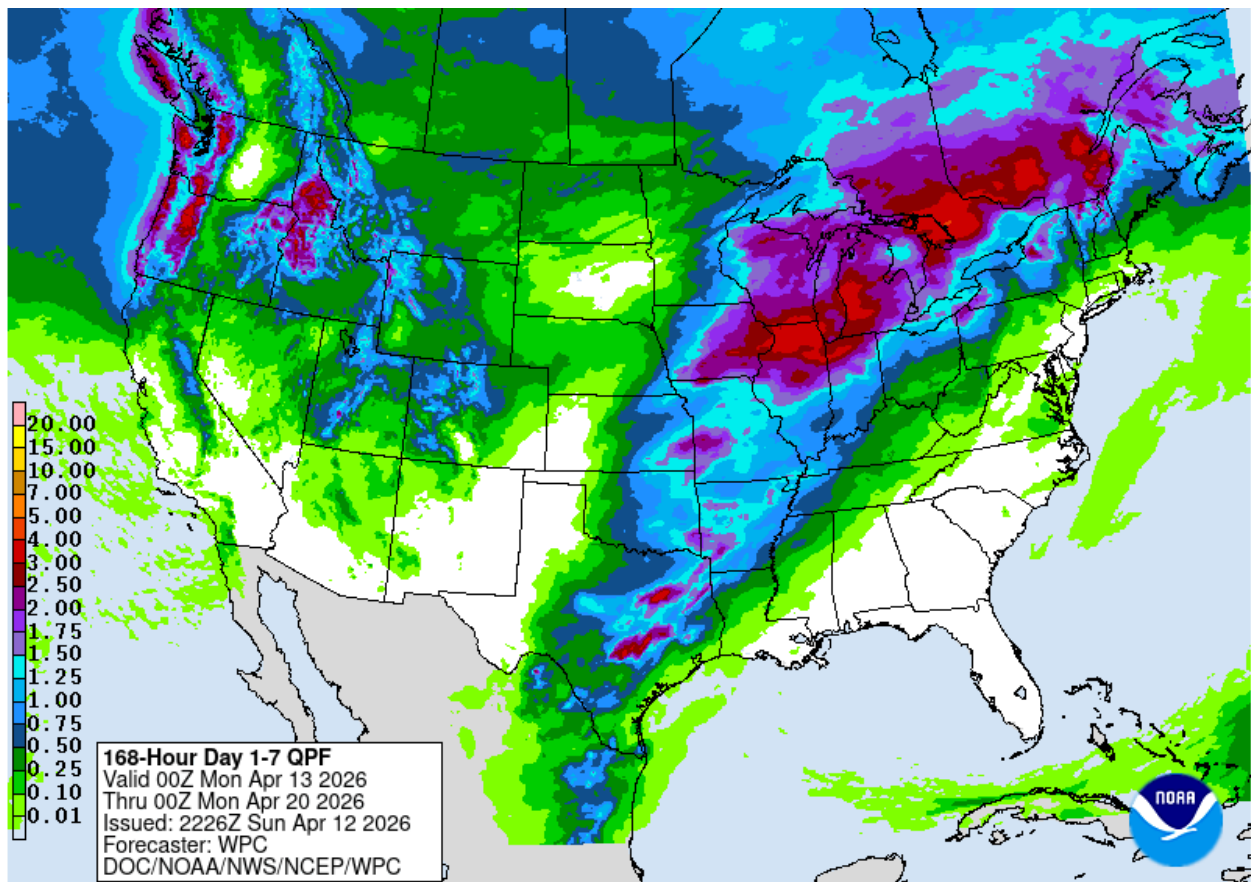 20.00
15.00
10.00
7.00
5.00
4.00
3.00
2.50
2.00
1.75
1.50
1.25
1.00
0.75
0.50
0.25
0.10
0.01
168-Hour Day 1-7 QPF
Valid 00Z Mon Apr 13 2026
Thru 00Z Mon Apr 20 2026
Issued: 2226Z Sun Apr 12 2026
Forecaster: WPC
DOC/NOAA/NWS/NCEP/WPC
NOAA